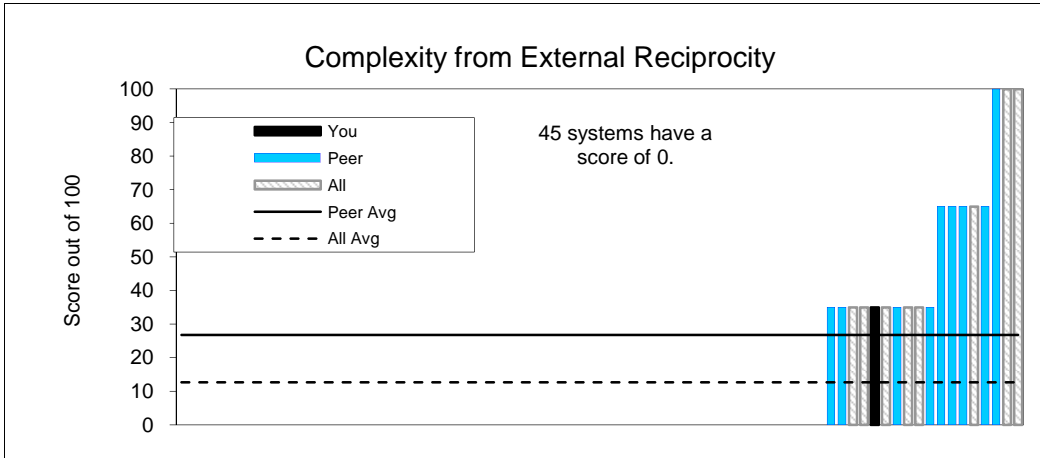 Complexity from External Reciprocity
100
90
80
70
60
50
40
30
20
10
0
Score out of 100
You
Peer
All
Peer Avg
All Avg
45 systems have a
score of 0.